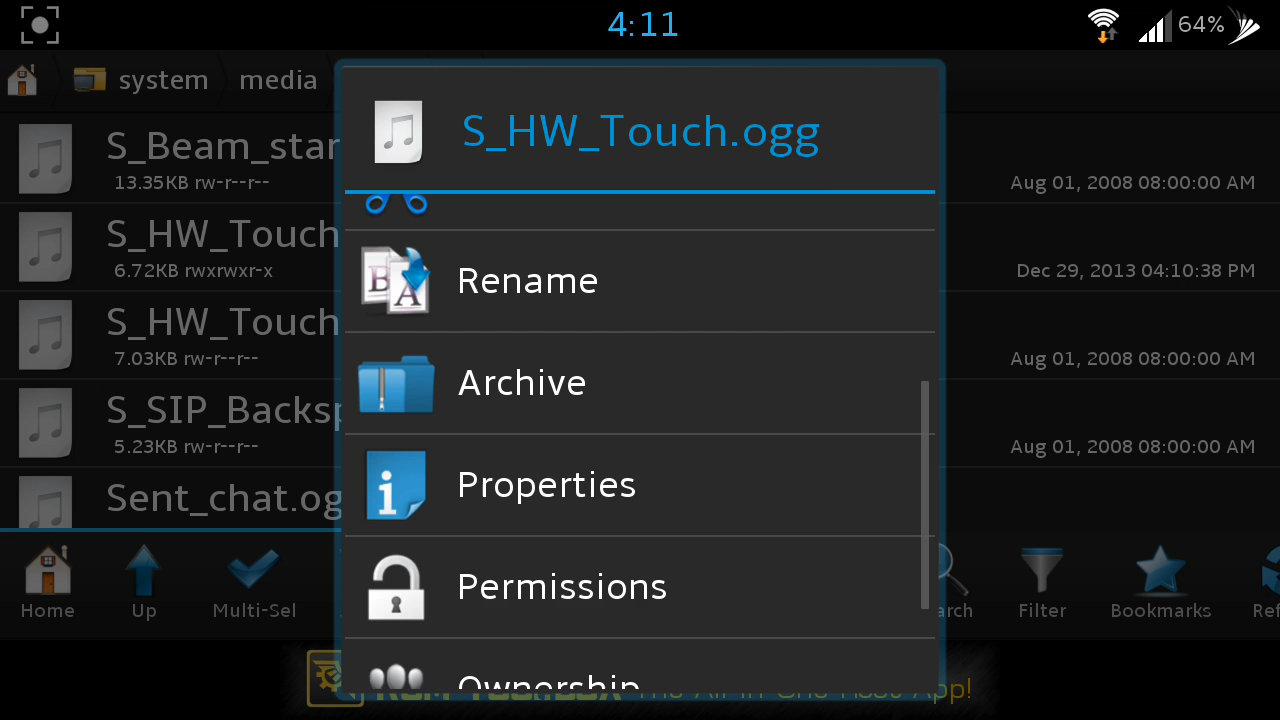 4:11
64%
system
media
S_HW_Touch.ogg
S_Beam_star
13.35KB rw-r--r--
Aug 01, 2008 08:00:00 AM
S_HW_Touch
6.72KB rwxrwxr-x
Dec 29, 2013 04:10:38 PM
S_HW_Touch
7.03KB rw-r--r--
Aug 01, 2008 08:00:00 AM
S_SIP_Backsp
5.23KB rw-r--r--
Aug 01, 2008 08:00:00 AM
Sent_chat.og
Rename
Archive
Properties
Permissions
Ownership
Home
Up
Multi-Sel
arch
Filter
Bookmarks
Ref
App!